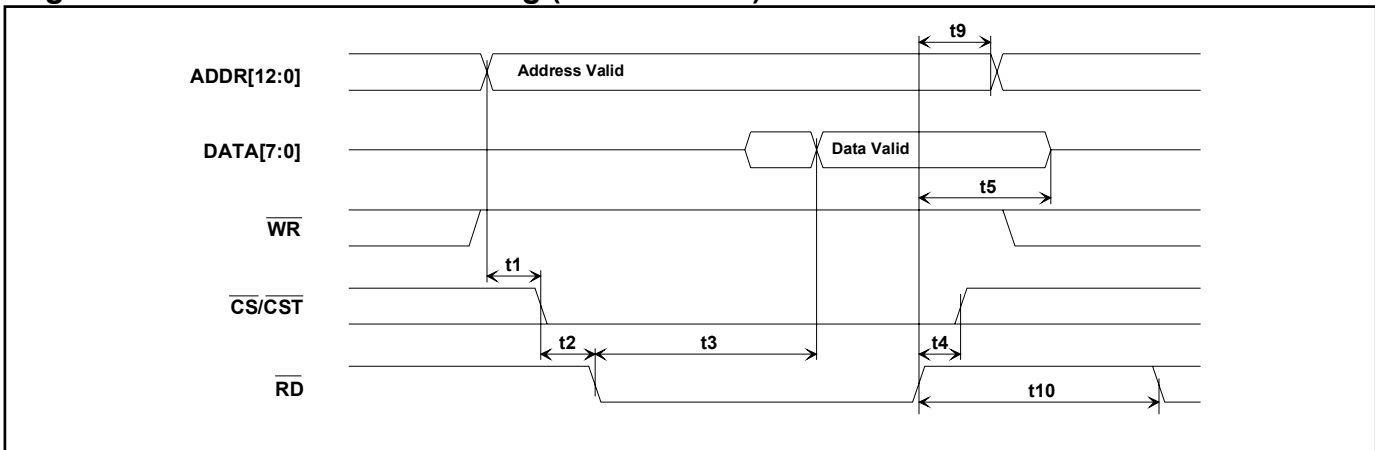 t9
ADDR[12:0]
Address Valid
DATA[7:0]
Data Valid
t5
WR
t1
CS/CST
t2
t3
t4
RD
t10